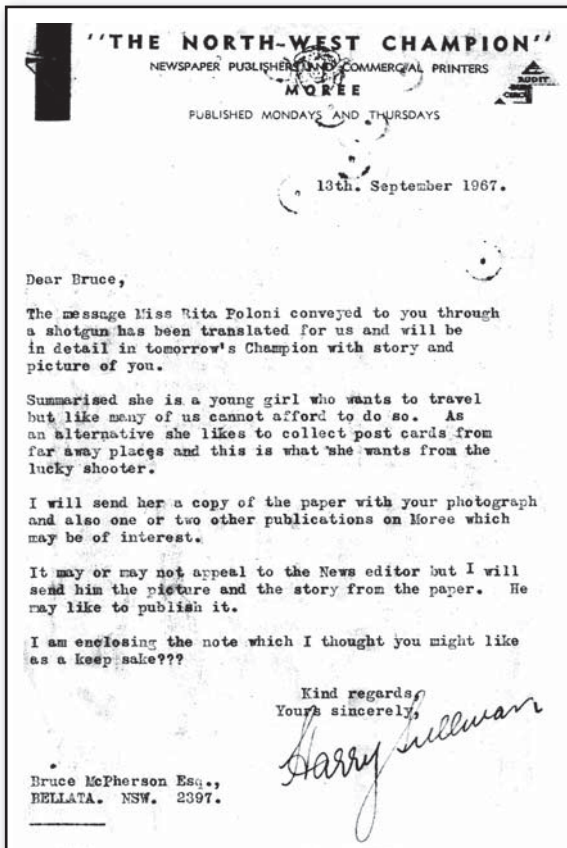 "THE NORTH-WEST CHAMPION"
NEWSPAPER PUBLISHERS AND COMMERCIAL PRINTERS
MOREE
AUDIT
PUBLISHED MONDAYS AND THURSDAYS
13th. September 1967.
Dear Bruce,
The message Miss Rita Poloni conveyed to you through
a shotgun has been translated for us and will be
in detail in tomorrow's Champion with story and
picture of you.
Summarised she is a young girl who wants to travel
but like many of us cannot afford to do so. As
an alternative she likes to collect post cards from
far away places and this is what she wants from the
lucky shooter.
I will send her a copy of the paper with your photograph
and also one or two other publications on Moree which
may be of interest.
It may or may not appeal to the News editor but I will
send him the picture and the story from the paper. He
may like to publish it.
I am enclosing the note which I thought you might like
as a keep sake???
Kind regards,
Yours sincerely,
Harry Sullivan
Bruce McPherson Esq.,
BELLATA. NSW. 2397.